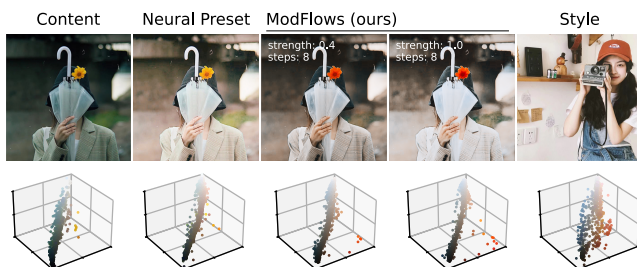 Content Neural Preset ModFlows (ours) Style
strength: 0.4 strength: 1.0
steps: 8 steps: 8